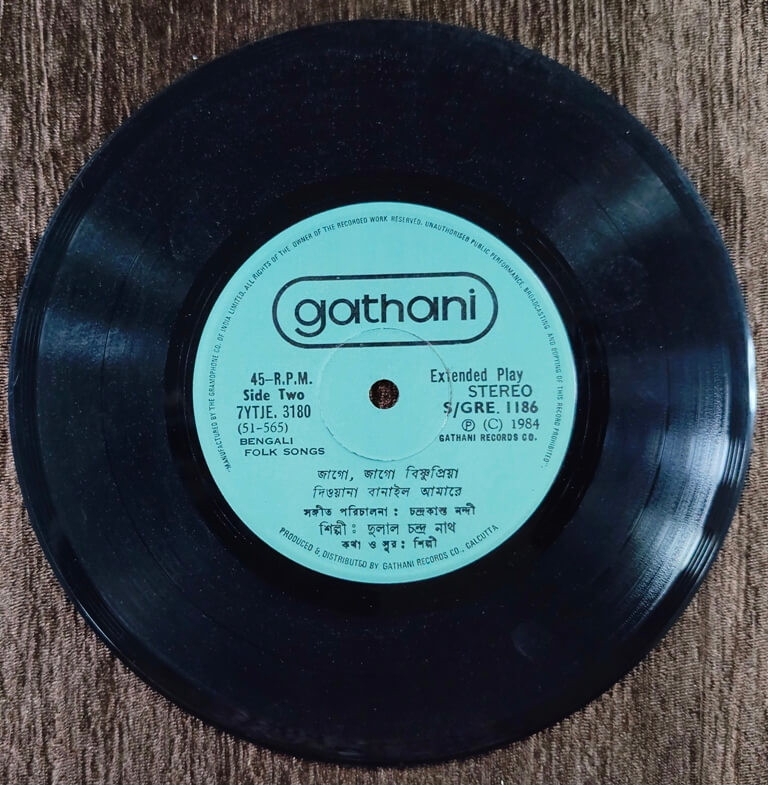 "MANUFACTURED BY THE GRAMOPHONE CO. OF INDIA LIMITED. ALL RIGHTS OF THE OWNER OF THE RECORDED WORK RESERVED. UNAUTHORISED PUBLIC PERFORMANCE, BROADCASTING AND COPYING OF THIS RECORD PROHIBITED".
gathani
45-R.P.M.
Side Two
7YTJE. 3180
(51-565)
BENGALI
FOLK SONGS
Extended Play
STEREO
S/GRE. 1186
Ⓟ (C) 1984
GATHANI RECORDS CO.
জাগো, জাগো বিষ্ণুপ্রিয়া
দিওয়ানা বানাইল আমারে
সঙ্গীত পরিচালনা : চন্দ্রকান্ত নন্দী
শিল্পী : দুলাল চন্দ্র নাথ
কথা ও সুর : শিল্পী
PRODUCED & DISTRIBUTED BY GATHANI RECORDS CO., CALCUTTA